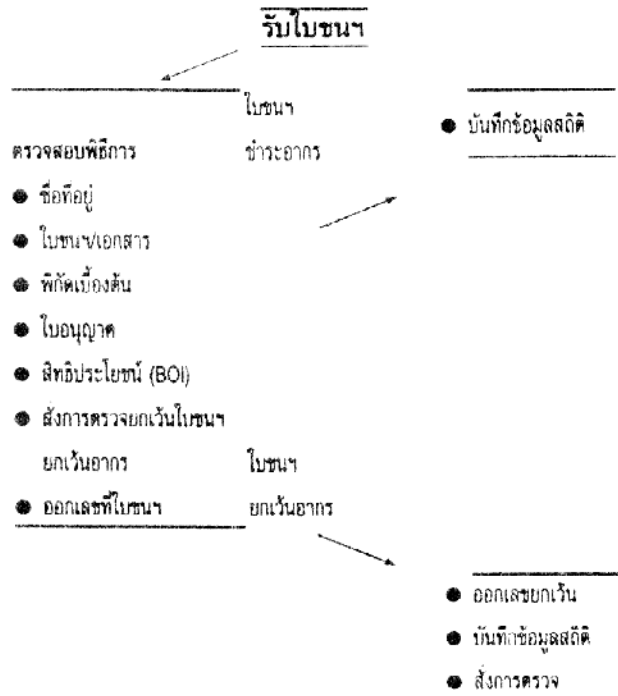 รับใบขนฯ
ใบขนฯ
ชำระอากร
ตรวจสอบพิธีการ
● ชื่อที่อยู่
● ใบขนฯ/เอกสาร
● พิกัดเบื้องต้น
● ใบอนุญาต
● สิทธิประโยชน์ (BOI)
● สั่งการตรวจยกเว้นใบขนฯ
ยกเว้นอากร
● ออกเลขที่ใบขนฯ
ใบขนฯ
ยกเว้นอากร
● บันทึกข้อมูลสถิติ
● ออกเลขยกเว้น
● บันทึกข้อมูลสถิติ
● สั่งการตรวจ